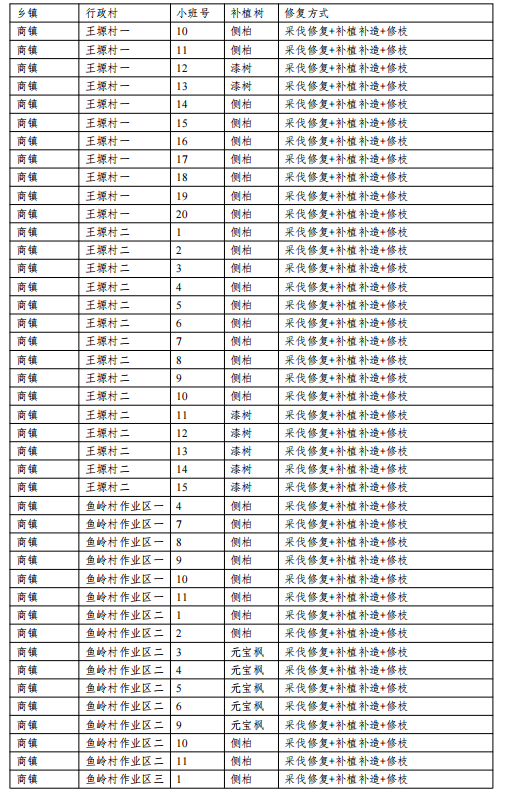 乡镇 行政村 小班号 补植树 修复方式
商镇 王塬村一 10 侧柏 采伐修复+补植补造+修枝
商镇 王塬村一 11 侧柏 采伐修复+补植补造+修枝
商镇 王塬村一 12 漆树 采伐修复+补植补造+修枝
商镇 王塬村一 13 漆树 采伐修复+补植补造+修枝
商镇 王塬村一 14 侧柏 采伐修复+补植补造+修枝
商镇 王塬村一 15 侧柏 采伐修复+补植补造+修枝
商镇 王塬村一 16 侧柏 采伐修复+补植补造+修枝
商镇 王塬村一 17 侧柏 采伐修复+补植补造+修枝
商镇 王塬村一 18 侧柏 采伐修复+补植补造+修枝
商镇 王塬村一 19 侧柏 采伐修复+补植补造+修枝
商镇 王塬村一 20 侧柏 采伐修复+补植补造+修枝
商镇 王塬村二 1 侧柏 采伐修复+补植补造+修枝
商镇 王塬村二 2 侧柏 采伐修复+补植补造+修枝
商镇 王塬村二 3 侧柏 采伐修复+补植补造+修枝
商镇 王塬村二 4 侧柏 采伐修复+补植补造+修枝
商镇 王塬村二 5 侧柏 采伐修复+补植补造+修枝
商镇 王塬村二 6 侧柏 采伐修复+补植补造+修枝
商镇 王塬村二 7 侧柏 采伐修复+补植补造+修枝
商镇 王塬村二 8 侧柏 采伐修复+补植补造+修枝
商镇 王塬村二 9 侧柏 采伐修复+补植补造+修枝
商镇 王塬村二 10 侧柏 采伐修复+补植补造+修枝
商镇 王塬村二 11 漆树 采伐修复+补植补造+修枝
商镇 王塬村二 12 漆树 采伐修复+补植补造+修枝
商镇 王塬村二 13 漆树 采伐修复+补植补造+修枝
商镇 王塬村二 14 漆树 采伐修复+补植补造+修枝
商镇 王塬村二 15 漆树 采伐修复+补植补造+修枝
商镇 鱼岭村作业区一 4 侧柏 采伐修复+补植补造+修枝
商镇 鱼岭村作业区一 7 侧柏 采伐修复+补植补造+修枝
商镇 鱼岭村作业区一 8 侧柏 采伐修复+补植补造+修枝
商镇 鱼岭村作业区一 9 侧柏 采伐修复+补植补造+修枝
商镇 鱼岭村作业区一 10 侧柏 采伐修复+补植补造+修枝
商镇 鱼岭村作业区一 11 侧柏 采伐修复+补植补造+修枝
商镇 鱼岭村作业区二 1 侧柏 采伐修复+补植补造+修枝
商镇 鱼岭村作业区二 2 侧柏 采伐修复+补植补造+修枝
商镇 鱼岭村作业区二 3 元宝枫 采伐修复+补植补造+修枝
商镇 鱼岭村作业区二 4 元宝枫 采伐修复+补植补造+修枝
商镇 鱼岭村作业区二 5 元宝枫 采伐修复+补植补造+修枝
商镇 鱼岭村作业区二 6 元宝枫 采伐修复+补植补造+修枝
商镇 鱼岭村作业区二 9 元宝枫 采伐修复+补植补造+修枝
商镇 鱼岭村作业区二 10 侧柏 采伐修复+补植补造+修枝
商镇 鱼岭村作业区二 11 侧柏 采伐修复+补植补造+修枝
商镇 鱼岭村作业区三 1 侧柏 采伐修复+补植补造+修枝